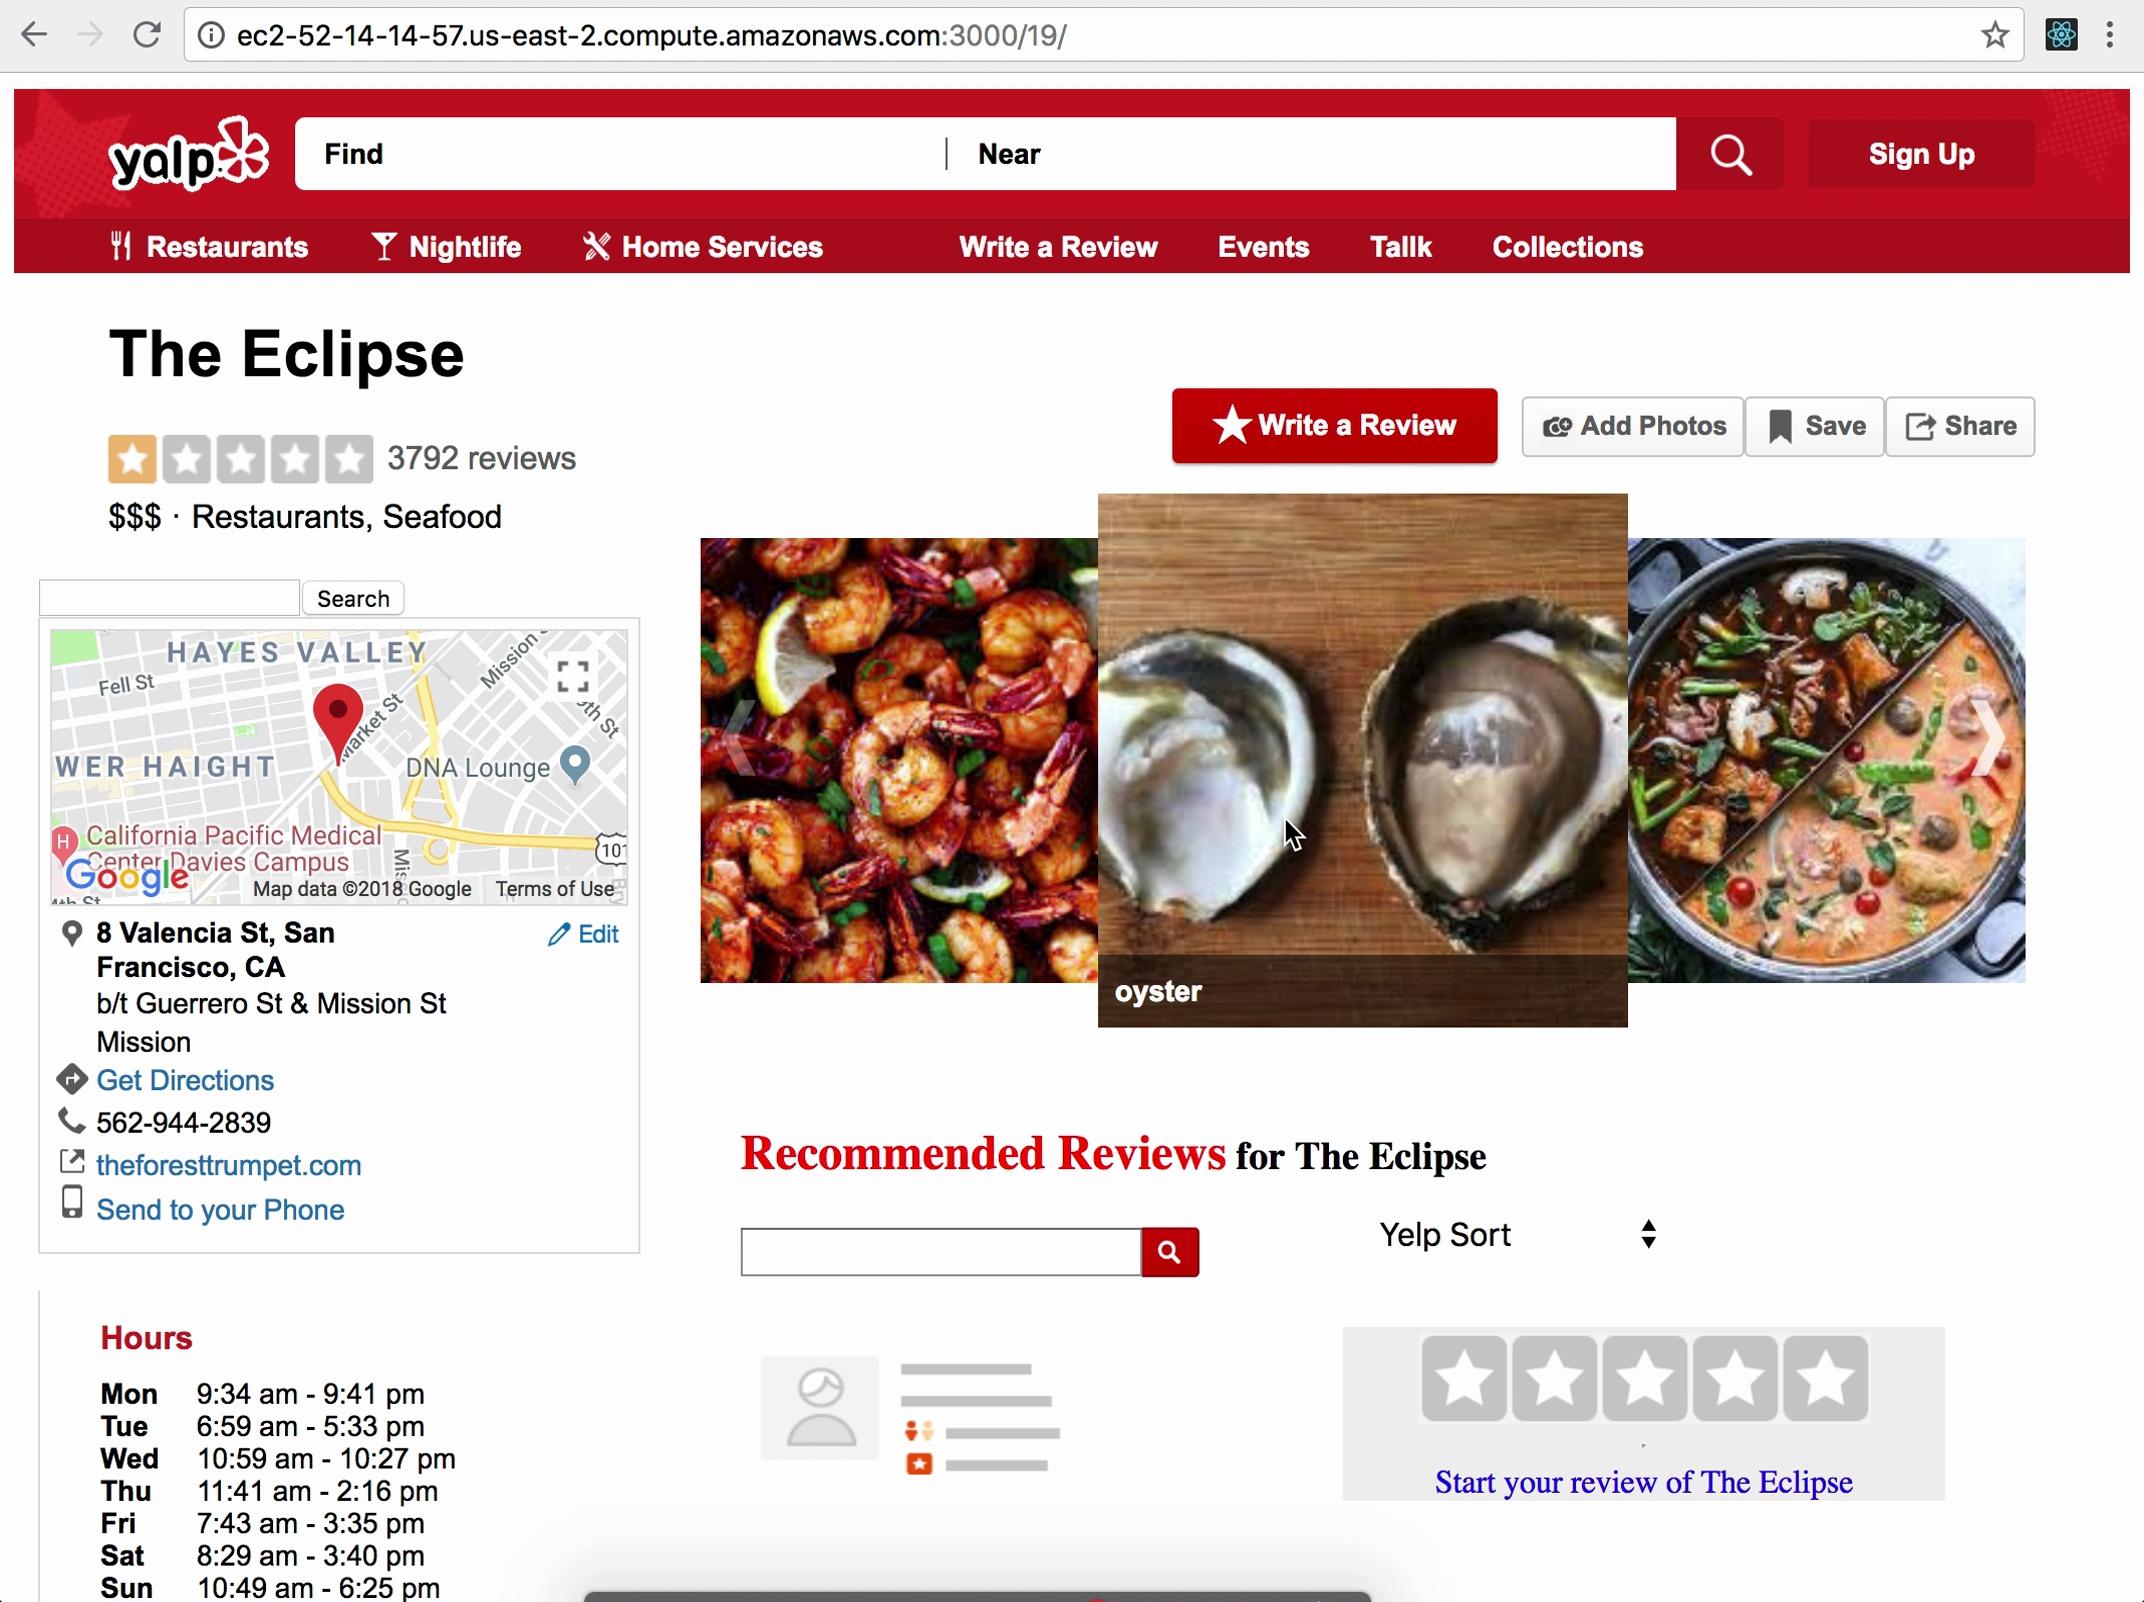 ec2-52-14-14-57.us-east-2.compute.amazonaws.com:3000/19/
yalp
Find
Near
Sign Up
Restaurants
Nightlife
Home Services
Write a Review
Events
Tallk
Collections
The Eclipse
3792 reviews
$$$ · Restaurants, Seafood
Write a Review
Add Photos
Save
Share
Search
HAYES VALLEY
Fell St
Mission
Market St
WER HAIGHT
DNA Lounge
California Pacific Medical
Center Davies Campus
H
101
Google
Map data ©2018 Google
Terms of Use
8 Valencia St, San
Francisco, CA
Edit
b/t Guerrero St & Mission St
Mission
Get Directions
562-944-2839
theforesttrumpet.com
Send to your Phone
oyster
Recommended Reviews for The Eclipse
Yelp Sort
Start your review of The Eclipse
Hours
Mon 9:34 am - 9:41 pm
Tue 6:59 am - 5:33 pm
Wed 10:59 am - 10:27 pm
Thu 11:41 am - 2:16 pm
Fri 7:43 am - 3:35 pm
Sat 8:29 am - 3:40 pm
Sun 10:49 am - 6:25 pm